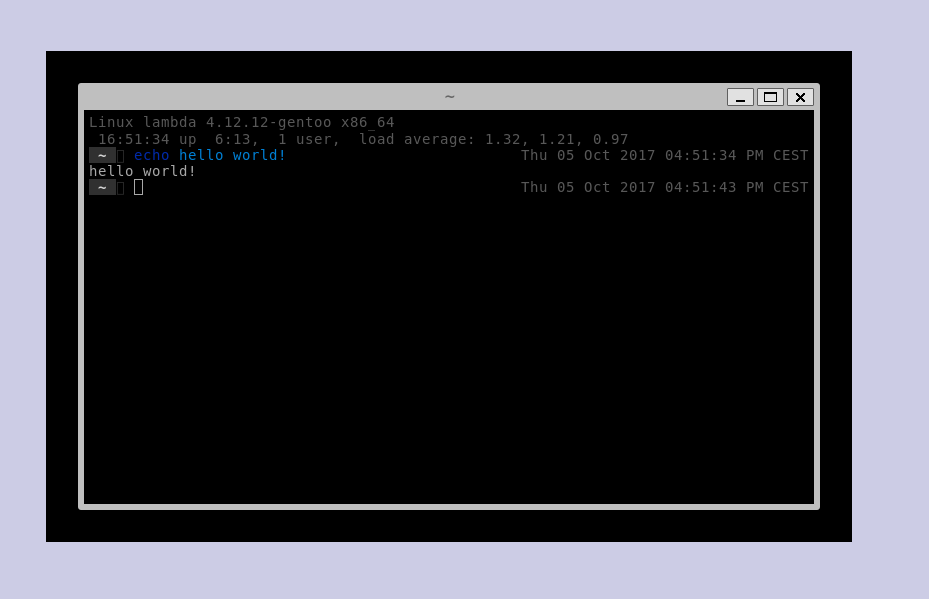 ~
Linux lambda 4.12.12-gentoo x86_64
16:51:34 up  6:13,  1 user,  load average: 1.32, 1.21, 0.97
~ echo hello world! Thu 05 Oct 2017 04:51:34 PM CEST
hello world!
~ Thu 05 Oct 2017 04:51:43 PM CEST